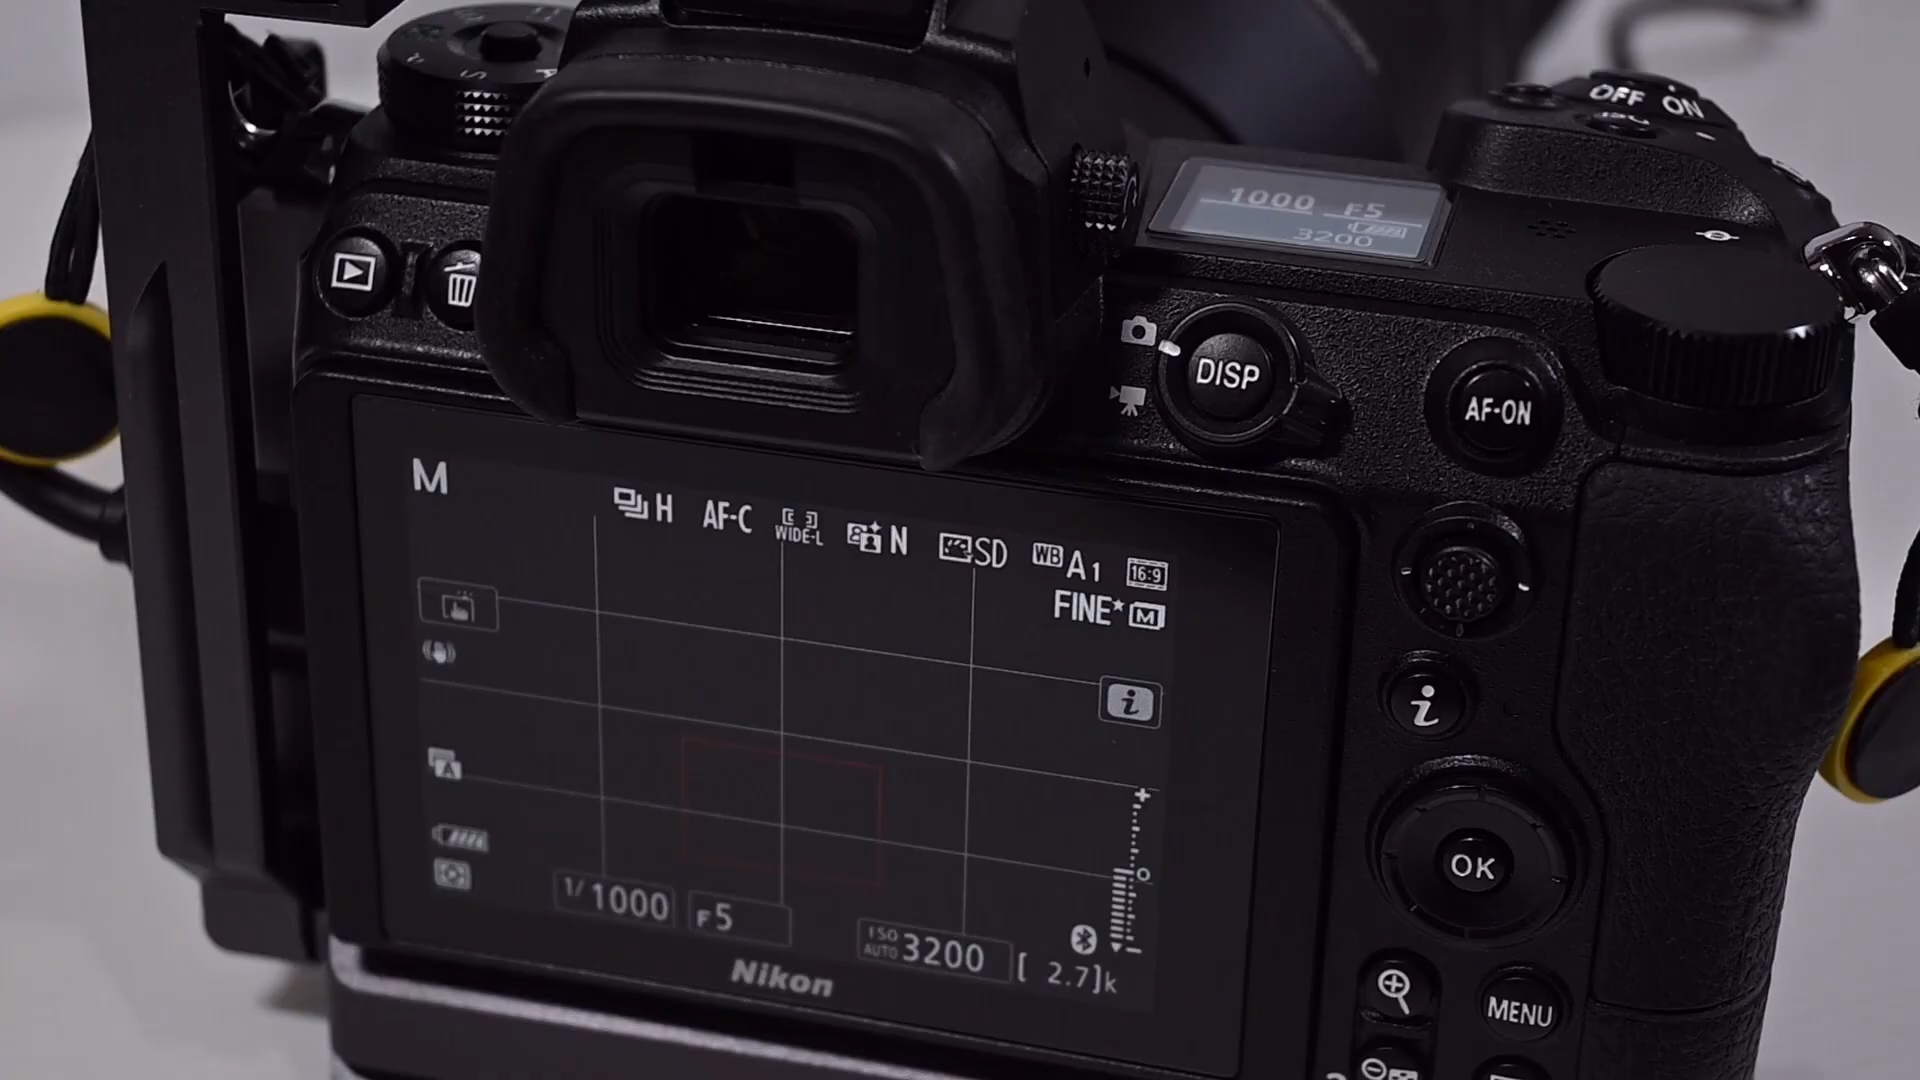 OFF ON
1000 F5
3200
DISP
AF-ON
M
H AF-C WIDE-L N SD WB A1 16:9
FINE★ M
i
i
A
OK
1/1000 F5 ISO AUTO 3200 [ 2.7]k
Nikon
MENU